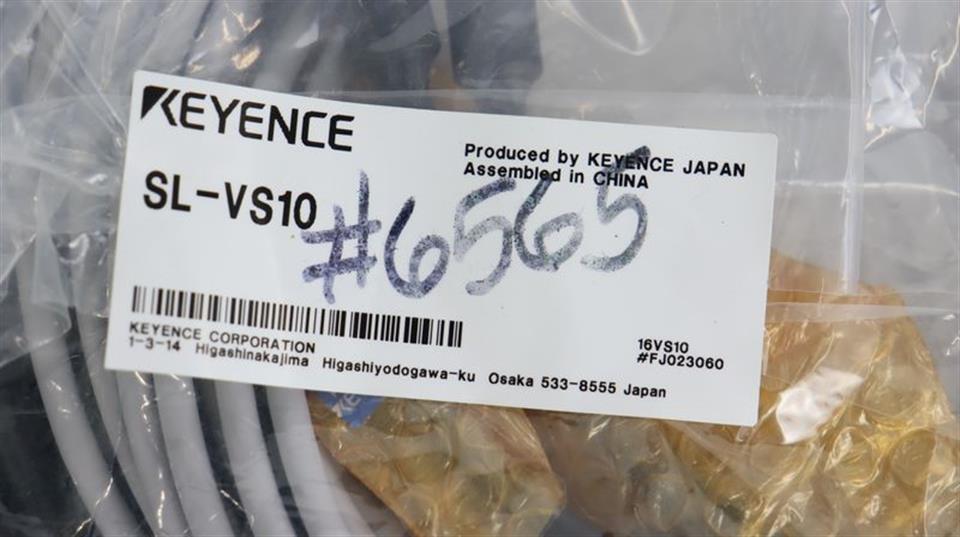 KEYENCE
Produced by KEYENCE JAPAN
Assembled in CHINA
SL-VS10
#6565
KEYENCE CORPORATION
1-3-14 Higashinakajima Higashiyodogawa-ku Osaka 533-8555 Japan
16VS10
#FJ023060